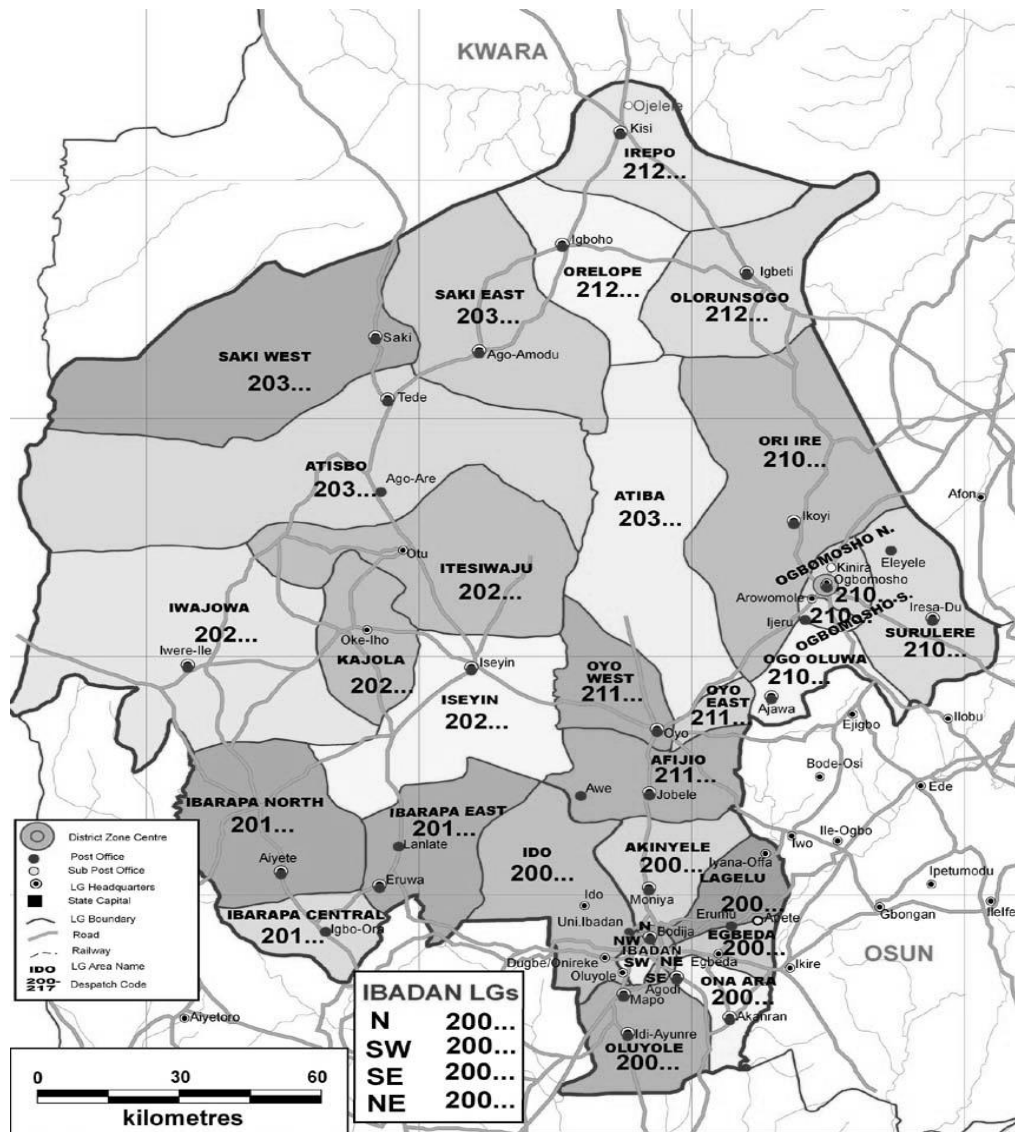 KWARA
Ojelele
Kisi
IREPO
212...
Igboho
ORELOPE
212...
Igbeti
OLORUNSOGO
212...
SAKI EAST
203...
Ago-Amodu
Saki
SAKI WEST
203...
Tede
ORI IRE
210...
Ikoyi
ATISBO
203...
Ago-Are
ATIBA
203...
Afon
Otu
ITESIWAJU
202...
OGBOMOSHO N.
Kinira
Ogbomosho
210...
Eleyele
Arowomole
210...
OGBOMOSHO S.
Ijeru
Iresa-Du
SURULERE
210...
IWAJOWA
202...
Iwere-Ile
Oke-Iho
KAJOLA
202...
Iseyin
ISEYIN
202...
OYO
WEST
211...
OYO
EAST
211...
OGO OLUWA
210...
Ajawa
Oyo
Ejigbo
Ilobu
AFIJIO
211...
Awe
Jobele
Bode-Osi
Ede
IBARAPA NORTH
201...
Aiyete
IBARAPA EAST
201...
Lanlate
Eruwa
IDO
200...
AKINYELE
200...
Iyana-Offa
LAGELU
200...
Moniya
Iwo
Ile-Ogbo
Ipetumodu
Gbongan
IleIfe
IBARAPA CENTRAL
201...
Igbo-Ora
Ido
Uni.Ibadan
Erumu
Apete
EGBEDA
200...
N
Bodija
NW
IBADAN
SW
NE
SE
Dugbe/Onireke
Oluyole
Egbeda
Agodi
Mapo
ONA ARA
200...
Akanran
Ikire
OSUN
Idi-Ayunre
OLUYOLE
200...
Aiyetoro
District Zone Centre
Post Office
Sub Post Office
LG Headquarters
State Capital
LG Boundary
Road
Railway
IDO LG Area Name
200-
217 Despatch Code
IBADAN LGs
N 200...
SW 200...
SE 200...
NE 200...
0 30 60
kilometres